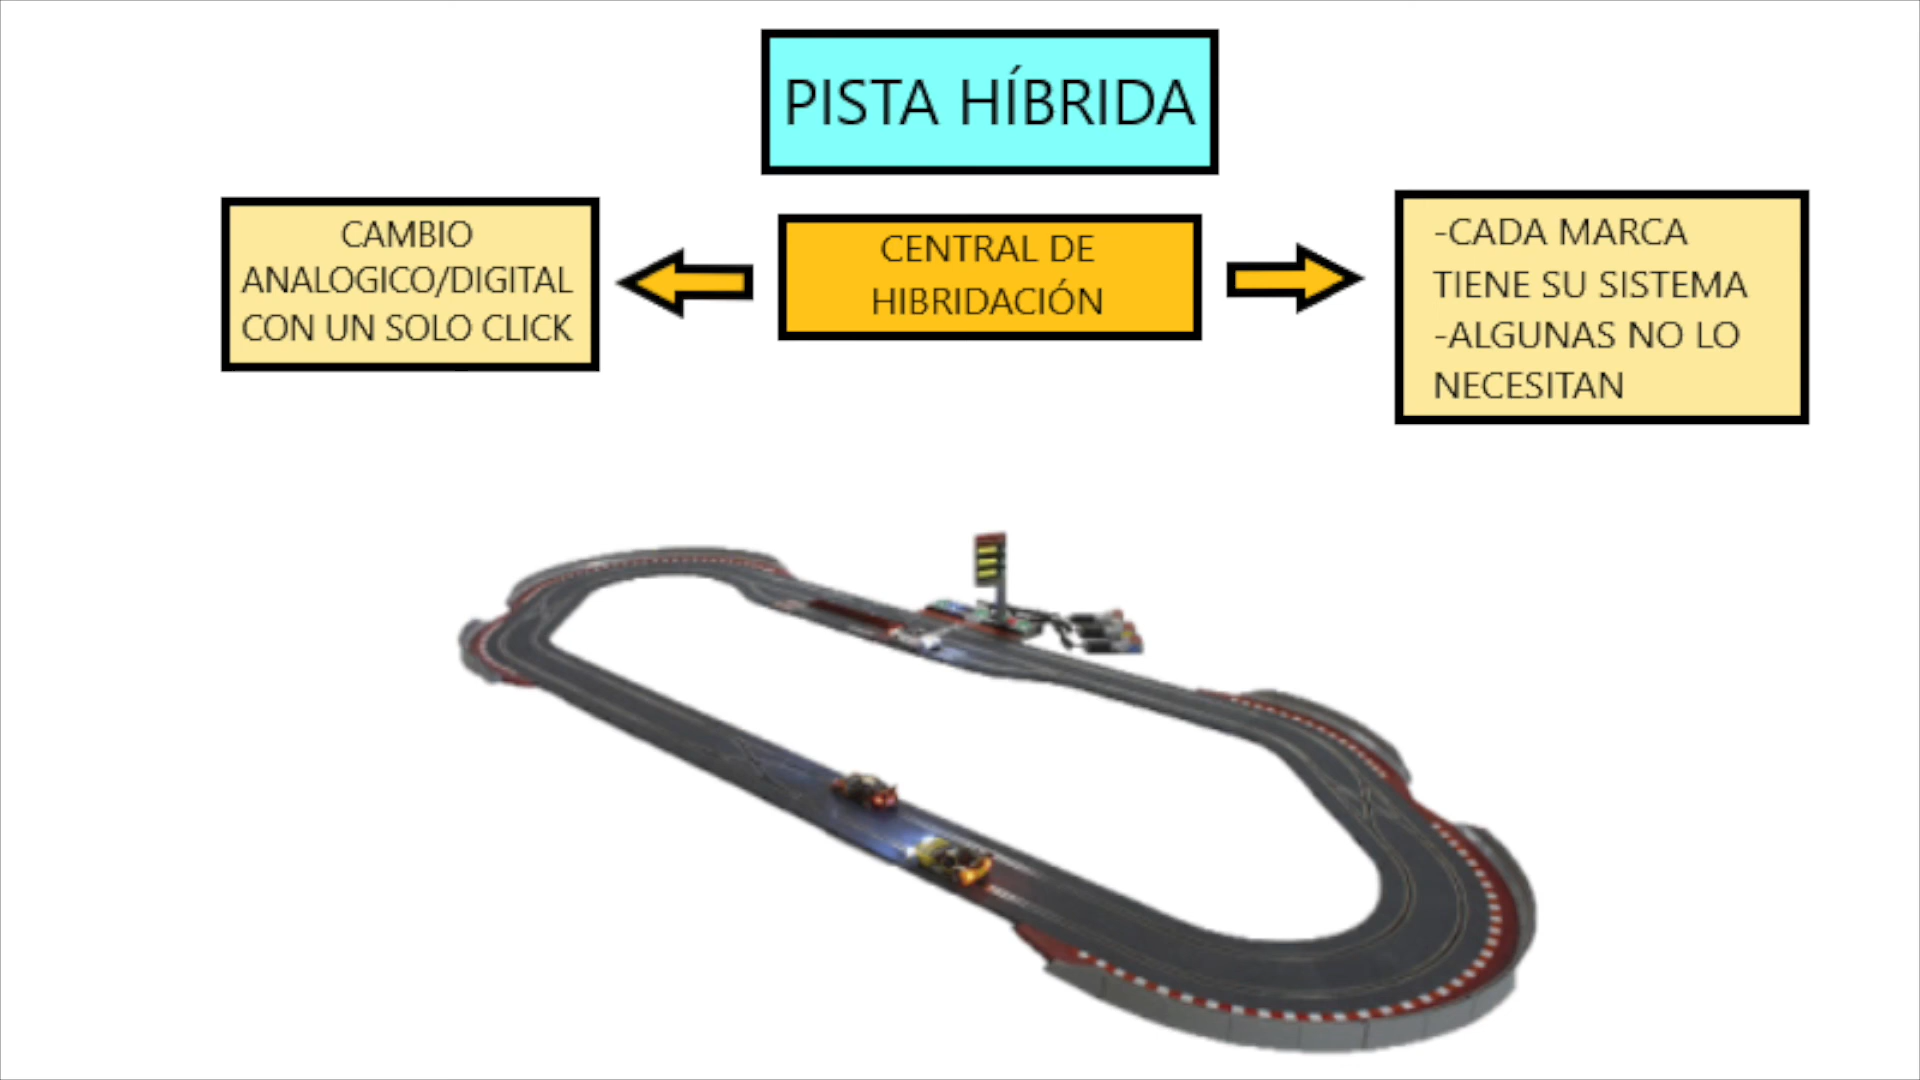 PISTA HÍBRIDA
CAMBIO
ANALOGICO/DIGITAL
CON UN SOLO CLICK
CENTRAL DE
HIBRIDACIÓN
-CADA MARCA
TIENE SU SISTEMA
-ALGUNAS NO LO
NECESITAN